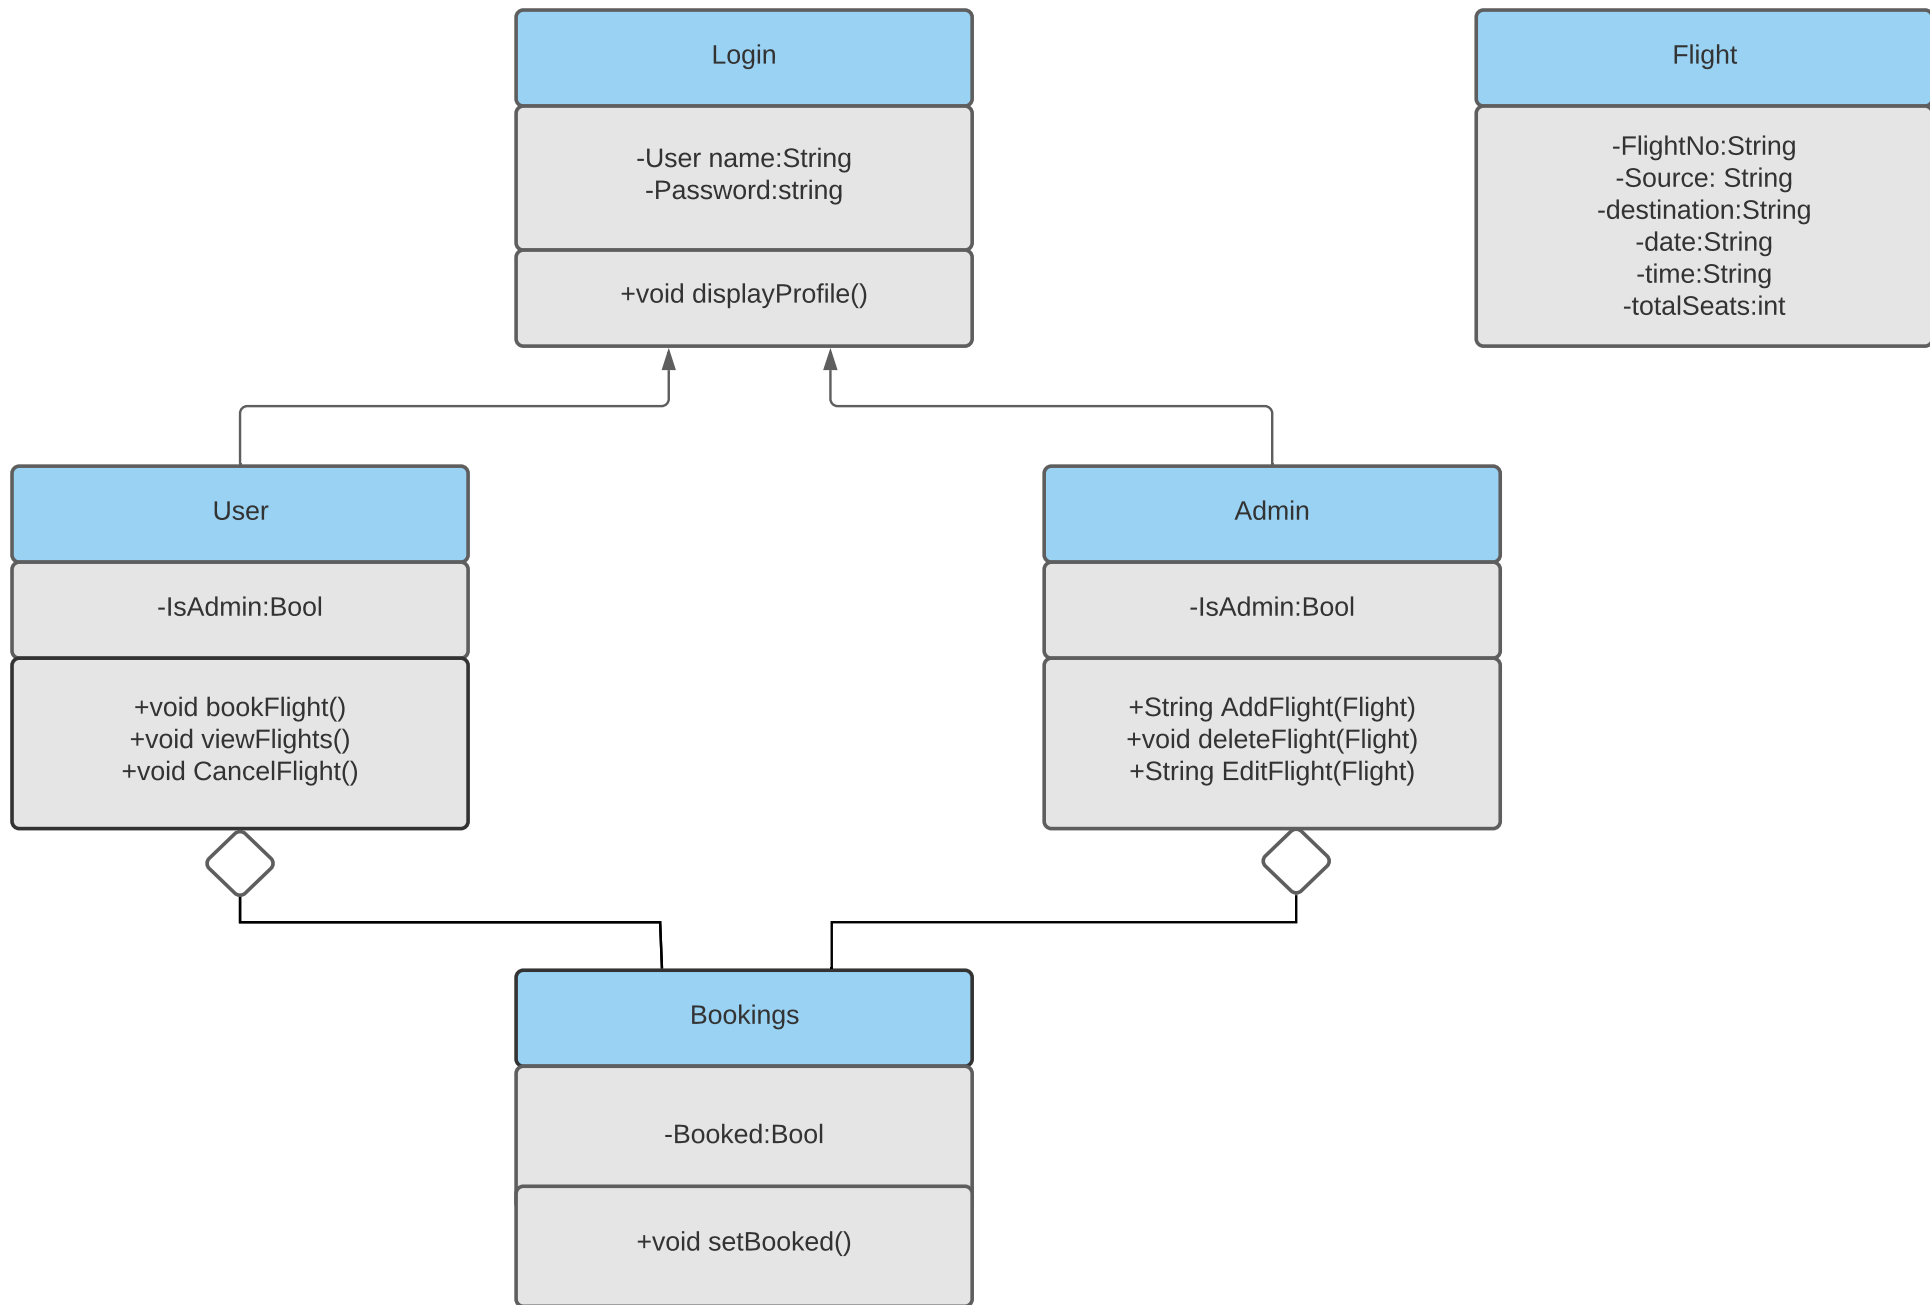 Login
-User name:String
-Password:string
+void displayProfile()
Flight
-FlightNo:String
-Source: String
-destination:String
-date:String
-time:String
-totalSeats:int
User
-IsAdmin:Bool
+void bookFlight()
+void viewFlights()
+void CancelFlight()
Admin
-IsAdmin:Bool
+String AddFlight(Flight)
+void deleteFlight(Flight)
+String EditFlight(Flight)
Bookings
-Booked:Bool
+void setBooked()